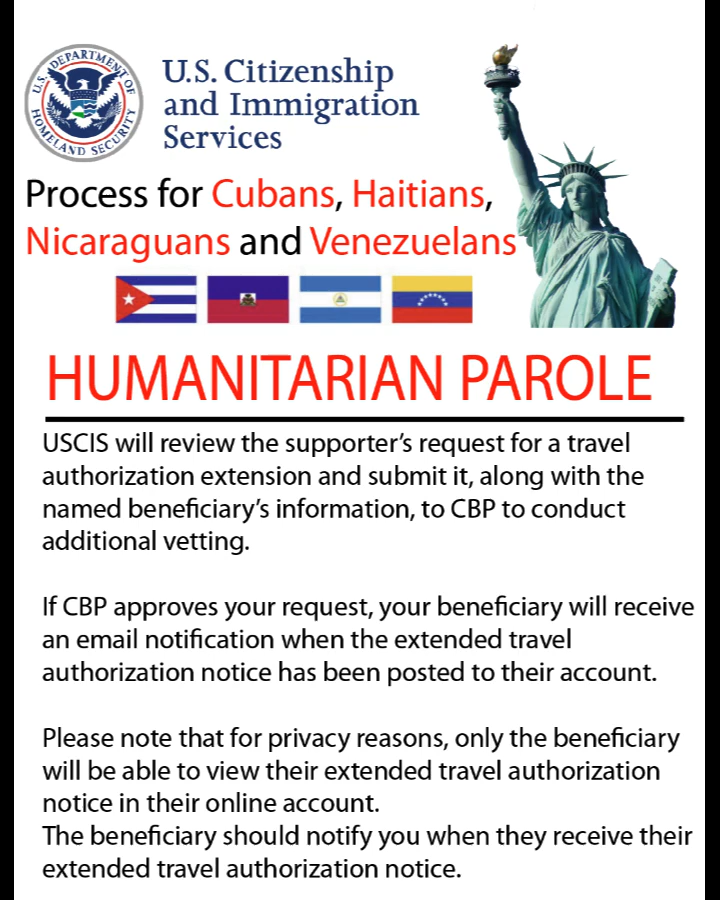 U.S. DEPARTMENT OF
HOMELAND SECURITY
U.S. Citizenship
and Immigration
Services
Process for Cubans, Haitians,
Nicaraguans and Venezuelans
HUMANITARIAN PAROLE
USCIS will review the supporter’s request for a travel
authorization extension and submit it, along with the
named beneficiary’s information, to CBP to conduct
additional vetting.
If CBP approves your request, your beneficiary will receive
an email notification when the extended travel
authorization notice has been posted to their account.
Please note that for privacy reasons, only the beneficiary
will be able to view their extended travel authorization
notice in their online account.
The beneficiary should notify you when they receive their
extended travel authorization notice.